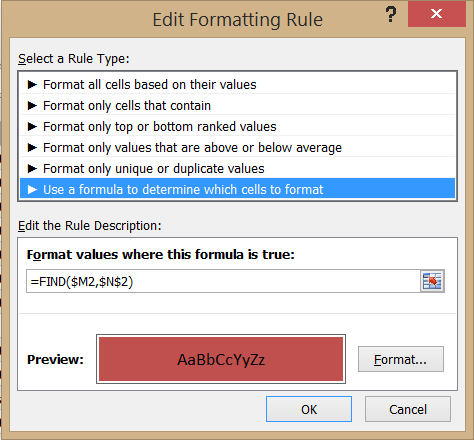 Edit Formatting Rule
?
x
Select a Rule Type:
► Format all cells based on their values
► Format only cells that contain
► Format only top or bottom ranked values
► Format only values that are above or below average
► Format only unique or duplicate values
► Use a formula to determine which cells to format
Edit the Rule Description:
Format values where this formula is true:
=FIND($M2,$N$2)
Preview:
AaBbCcYyZz
Format...
OK
Cancel